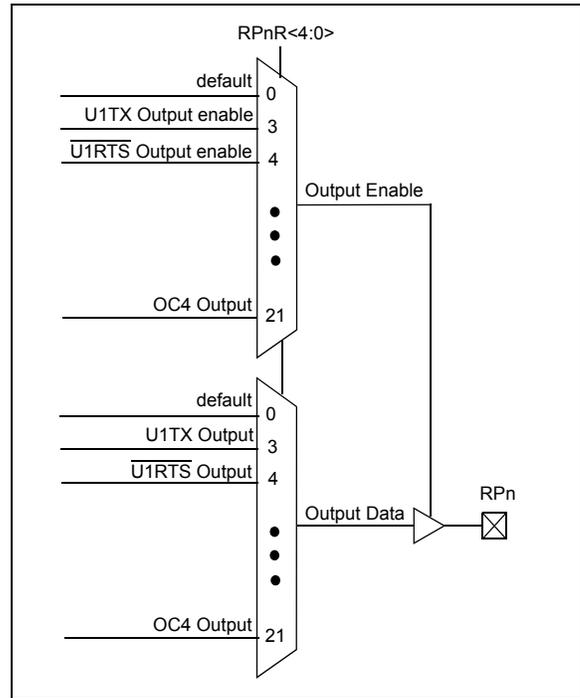 RPnR<4:0>
default
0
U1TX Output enable
3
U1RTS Output enable
4
Output Enable
OC4 Output
21
default
0
U1TX Output
3
U1RTS Output
4
RPn
Output Data
OC4 Output
21